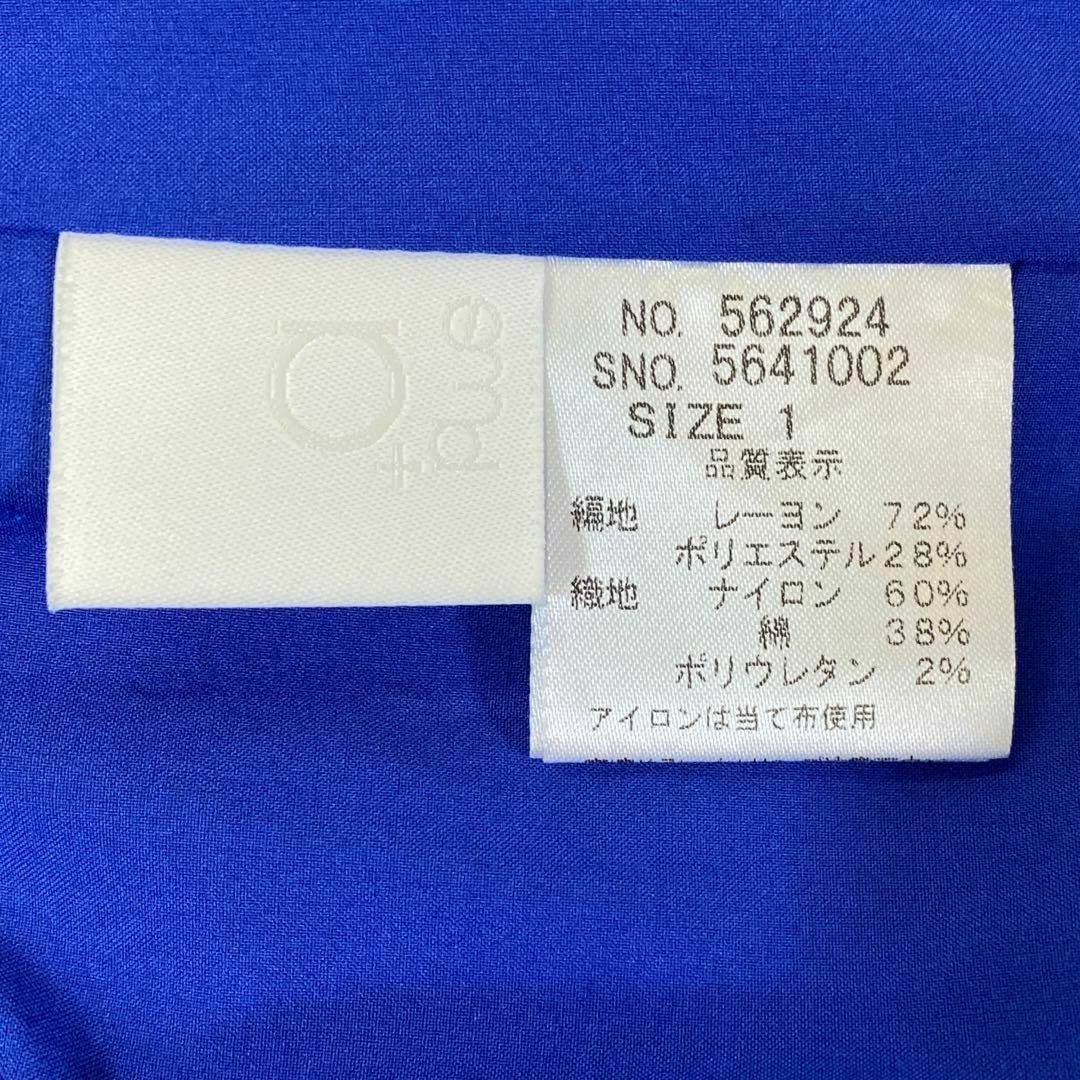 NO. 562924
SNO. 5641002
SIZE 1
品質表示
編地 レーヨン 72%
ポリエステル 28%
織地 ナイロン 60%
綿 38%
ポリウレタン 2%
アイロンは当て布使用